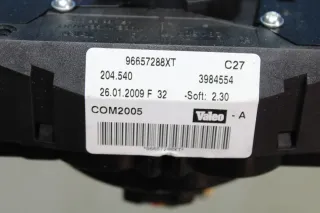 96657288XT C27
204.540 3984554
26.01.2009 F 32 -Soft: 2.30
COM2005 Valeo - A